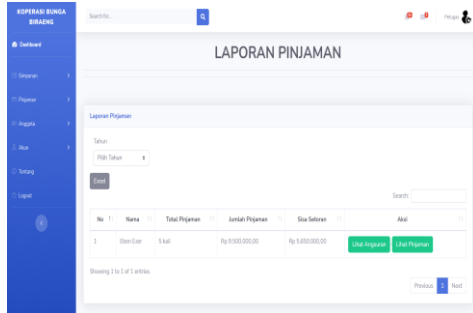 KOPERASI BUNGA
BIRAENG
Search for...
Petugas
Dashboard
LAPORAN PINJAMAN
Simpanan
Pinjaman
Anggota
Akun
Tentang
Logout
Laporan Pinjaman
Tahun
Pilih Tahun
Excel
Search:
No Nama Total Pinjaman Jumlah Pinjaman Sisa Setoran Aksi
1 5 kali Rp 9.500.000,00 Rp 5.650.000,00 Lihat Angsuran Lihat Pinjaman
Showing 1 to 1 of 1 entries
Previous 1 Next